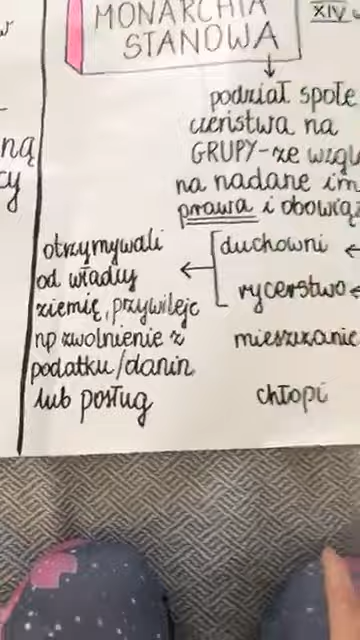 MONARCHIA
STANOWA
XIV w
podział społe
czeństwa na
GRUPY-ze wzglę
na nadane im
prawa i obowią
otrzymywali
od władcy
ziemię, przywileje
np zwolnienie z
podatku/danin
lub posług
duchowni
rycerstwo
mieszczanie
chłopi
ną
cy